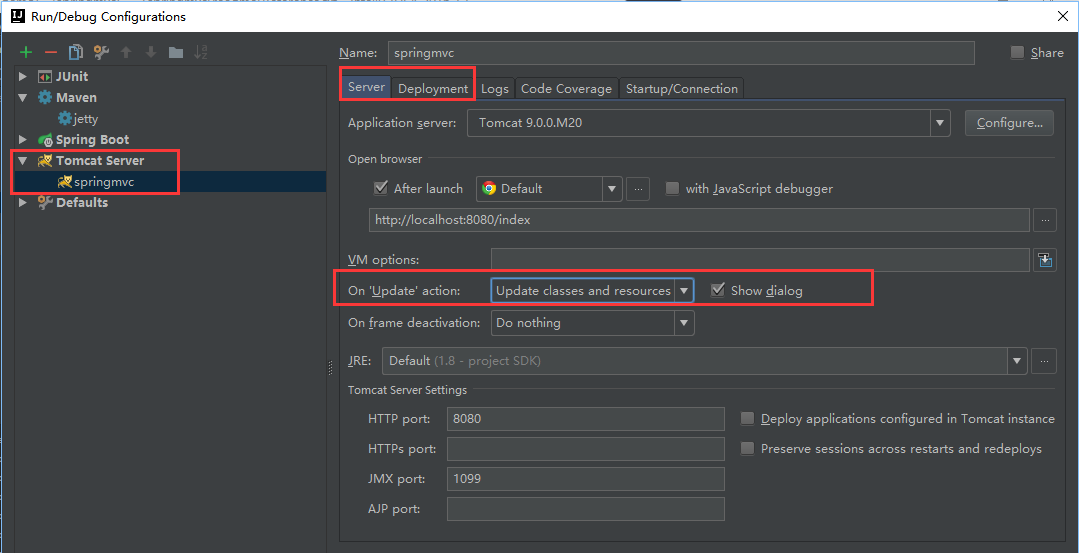 Run/Debug Configurations
Name: springmvc Share
JUnit
Maven
jetty
Spring Boot
Tomcat Server
springmvc
Defaults
Server Deployment Logs Code Coverage Startup/Connection
Application server: Tomcat 9.0.0.M20 Configure...
Open browser
After launch Default ... with JavaScript debugger
http://localhost:8080/index ...
VM options:
On 'Update' action: Update classes and resources Show dialog
On frame deactivation: Do nothing
JRE: Default (1.8 - project SDK) ...
Tomcat Server Settings
HTTP port: 8080 Deploy applications configured in Tomcat instance
HTTPs port: Preserve sessions across restarts and redeploys
JMX port: 1099
AJP port: